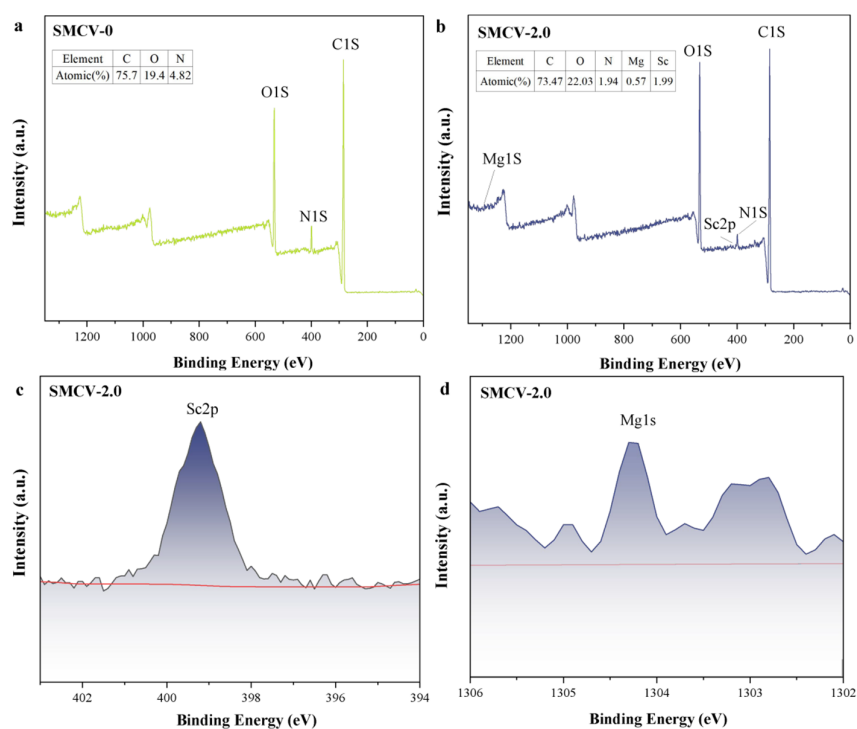 a
SMCV-0
Element C O N
Atomic(%) 75.7 19.4 4.82
O1S
C1S
N1S
Intensity (a.u.)
1200 1000 800 600 400 200 0
Binding Energy (eV)
b
SMCV-2.0
Element C O N Mg Sc
Atomic(%) 73.47 22.03 1.94 0.57 1.99
O1S
C1S
Mg1S
Sc2p
N1S
Intensity (a.u.)
1200 1000 800 600 400 200 0
Binding Energy (eV)
c
SMCV-2.0
Sc2p
Intensity (a.u.)
402 400 398 396 394
Binding Energy (eV)
d
SMCV-2.0
Mg1s
Intensity (a.u.)
1306 1305 1304 1303 1302
Binding Energy (eV)